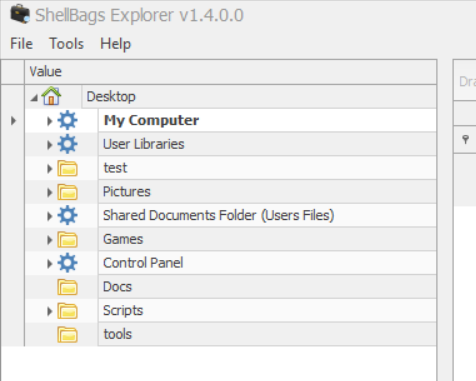 ShellBags Explorer v1.4.0.0
File Tools Help
Value
Desktop
My Computer
User Libraries
test
Pictures
Shared Documents Folder (Users Files)
Games
Control Panel
Docs
Scripts
tools